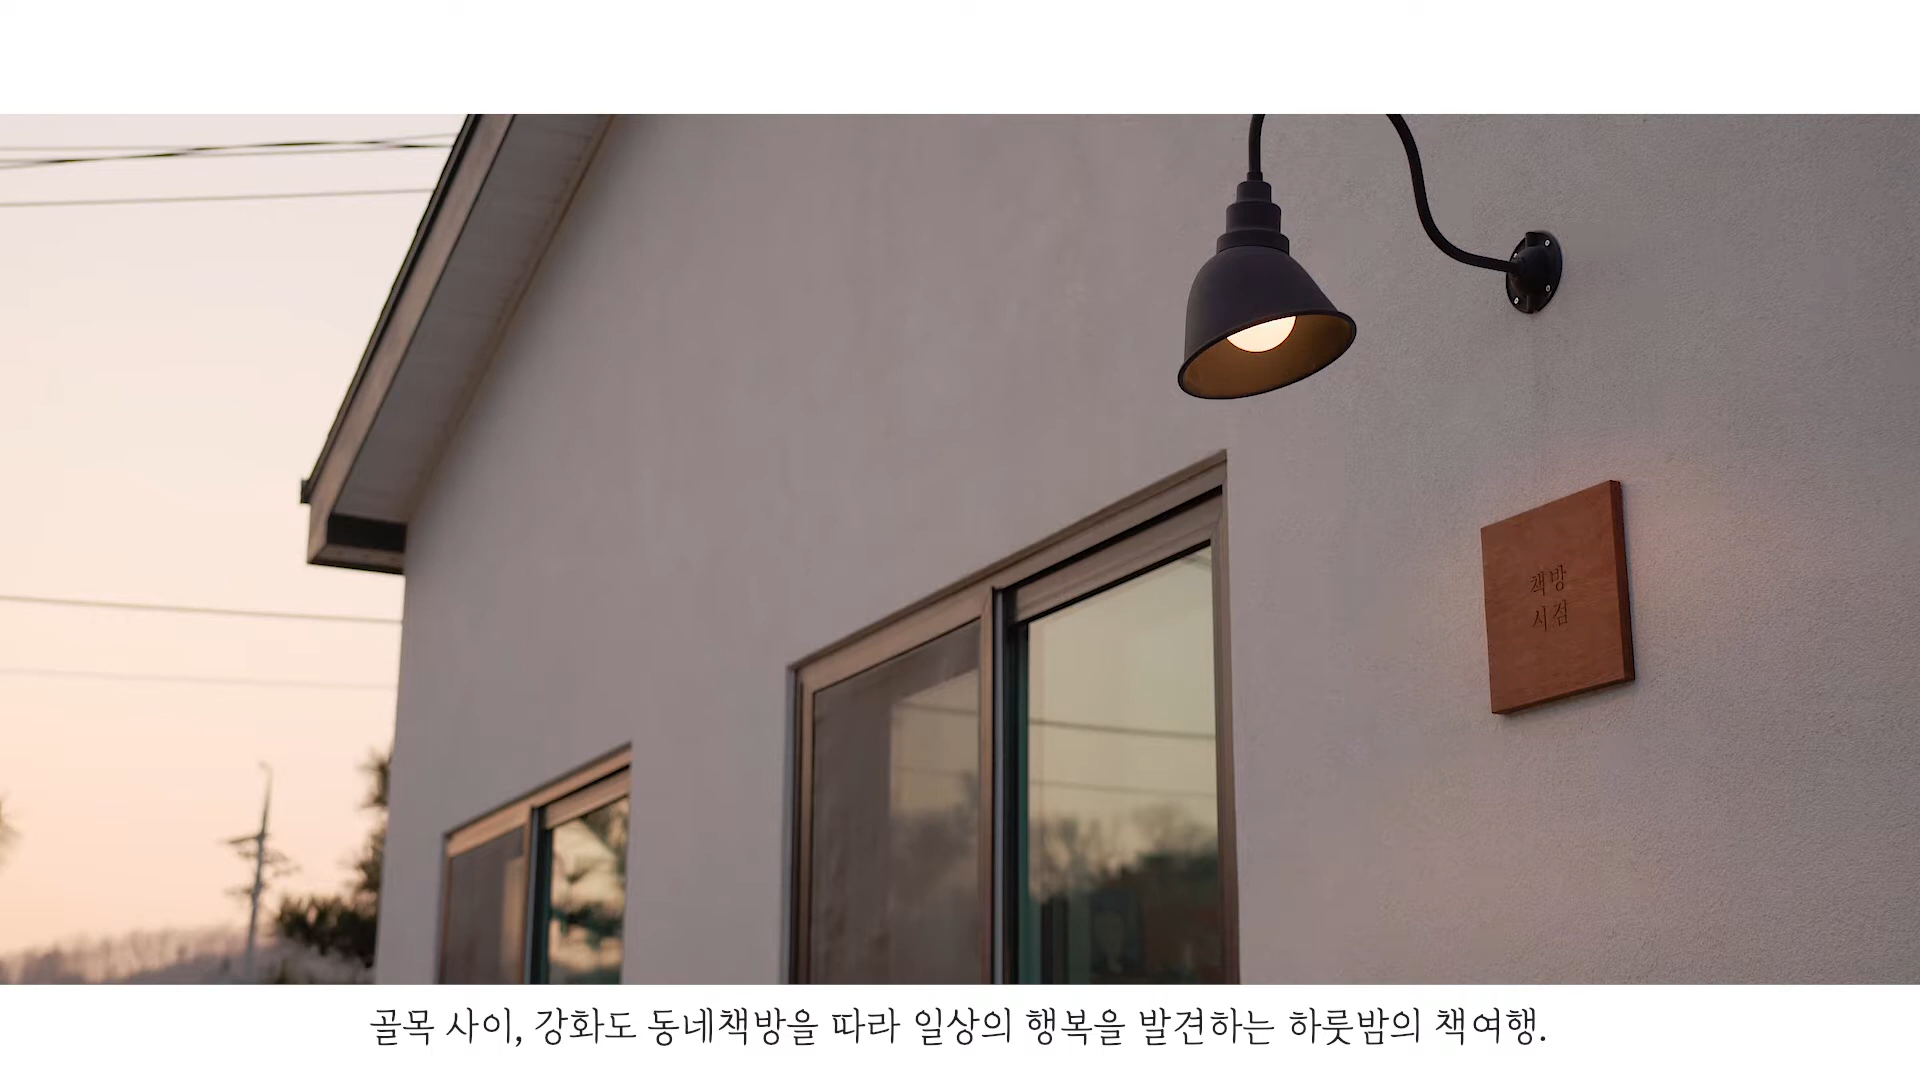 책방
시점
골목 사이, 강화도 동네책방을 따라 일상의 행복을 발견하는 하룻밤의 책여행.